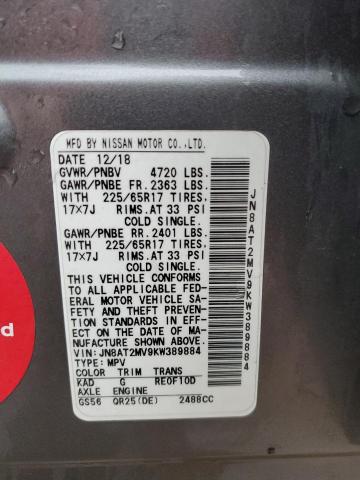 MFD BY NISSAN MOTOR CO.,LTD.
DATE 12/18
GVWR/PNBV 4720 LBS.
GAWR/PNBE FR. 2363 LBS.
WITH 225/65R17 TIRES.
17x7J RIMS.AT 33 PSI
COLD SINGLE.
GAWR/PNBE RR. 2401 LBS.
WITH 225/65R17 TIRES.
17x7J RIMS.AT 33 PSI
COLD SINGLE.
THIS VEHICLE CONFORMS
TO ALL APPLICABLE FED-
ERAL MOTOR VEHICLE SA-
FETY AND THEFT PREVENTION
STANDARDS IN EFFECT
ON THE DATE OF MA-
NUFACTURE SHOWN ABOVE.
VIN:JN8AT2MV9KW389884
TYPE:MPV
COLOR TRIM TRANS
KAD G RE0F10D
AXLE ENGINE
GS56 QR25(DE) 2488CC
JN8AT2MV9KW389884
d